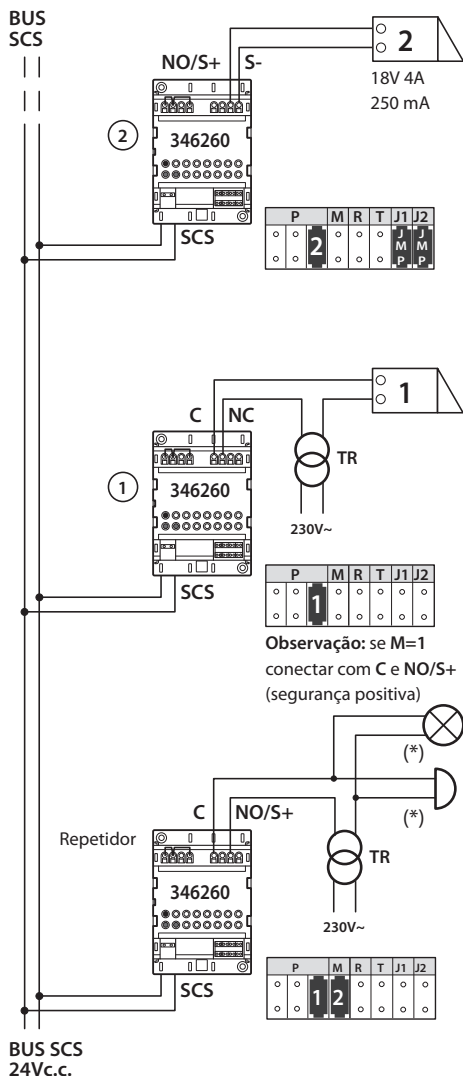 BUS
SCS
NO/S+ S-
2
18V 4A
250 mA
2
346260
SCS
P M R T J1 J2
2 JMP JMP
C NC
1
TR
1
346260
230V~
SCS
P M R T J1 J2
1
Observação: se M=1
conectar com C e NO/S+
(segurança positiva)
(*)
C NO/S+
(*)
Repetidor
TR
346260
230V~
SCS
P M R T J1 J2
1 2
BUS SCS
24Vc.c.